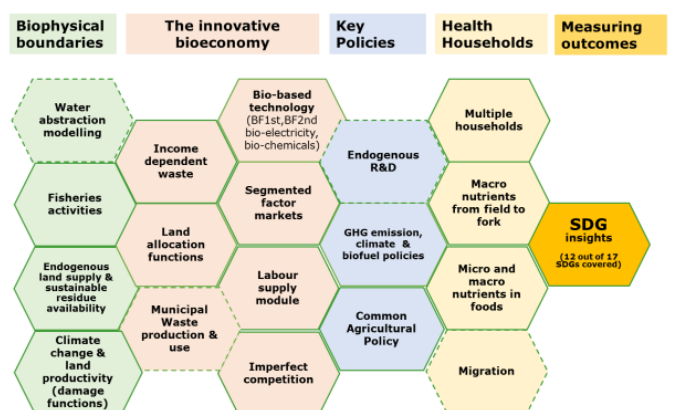 Biophysical
boundaries
The innovative
bioeconomy
Key
Policies
Health
Households
Measuring
outcomes
Water
abstraction
modelling
Fisheries
activities
Endogenous
land supply &
sustainable
residue
availability
Climate
change &
land
productivity
(damage
functions)
Income
dependent
waste
Land
allocation
functions
Municipal
Waste
production &
use
Bio-based
technology
(BF1st,BF2nd
bio-electricity,
bio-chemicals)
Segmented
factor
markets
Labour
supply
module
Imperfect
competition
Endogenous
R&D
GHG emission,
climate &
biofuel policies
Common
Agricultural
Policy
Multiple
households
Macro
nutrients
from field to
fork
Micro and
macro
nutrients in
foods
Migration
SDG
insights
(12 out of 17
SDGs covered)